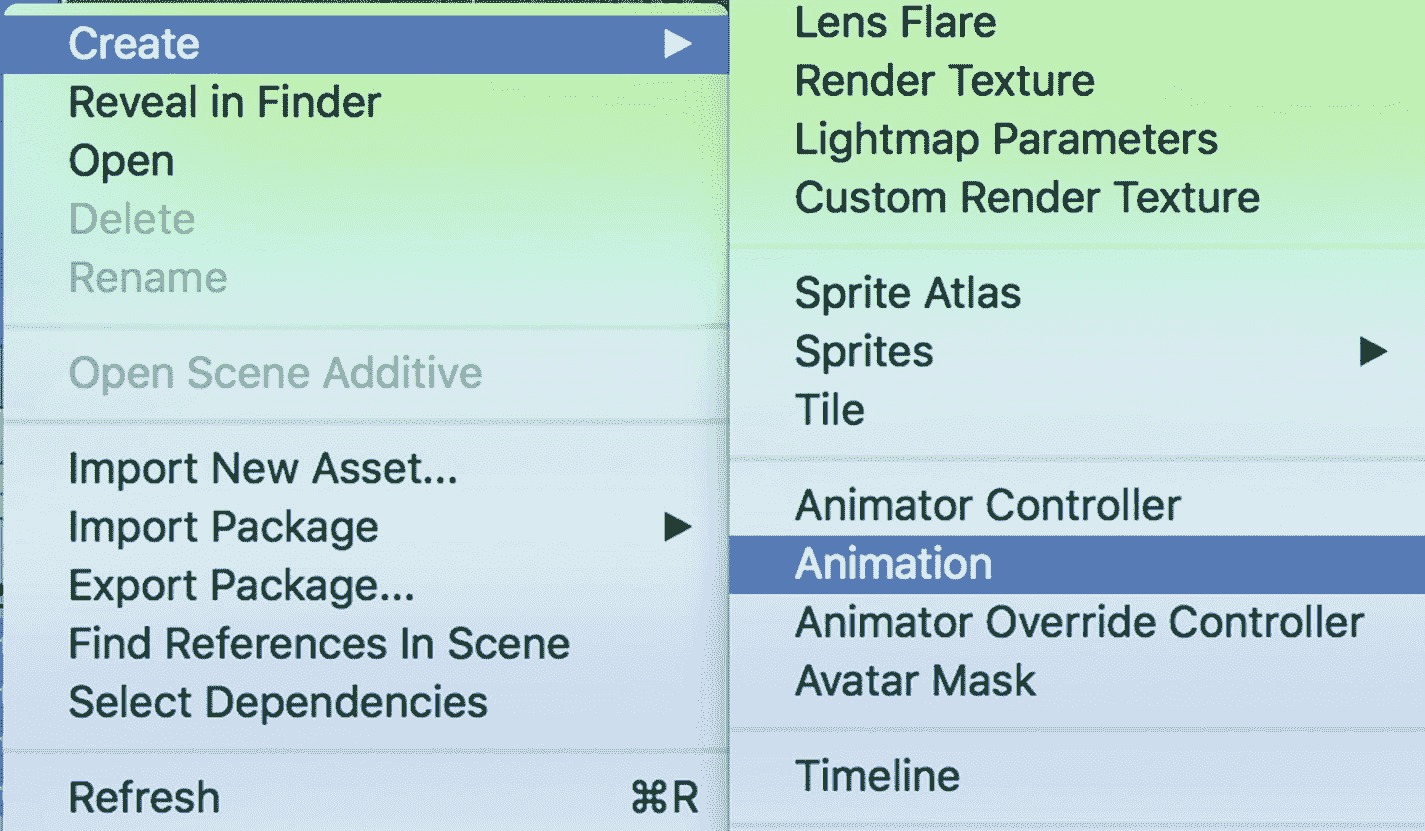 Create
Reveal in Finder
Open
Delete
Rename
Open Scene Additive
Import New Asset...
Import Package
Export Package...
Find References In Scene
Select Dependencies
Refresh ⌘R
Lens Flare
Render Texture
Lightmap Parameters
Custom Render Texture
Sprite Atlas
Sprites
Tile
Animator Controller
Animation
Animator Override Controller
Avatar Mask
Timeline